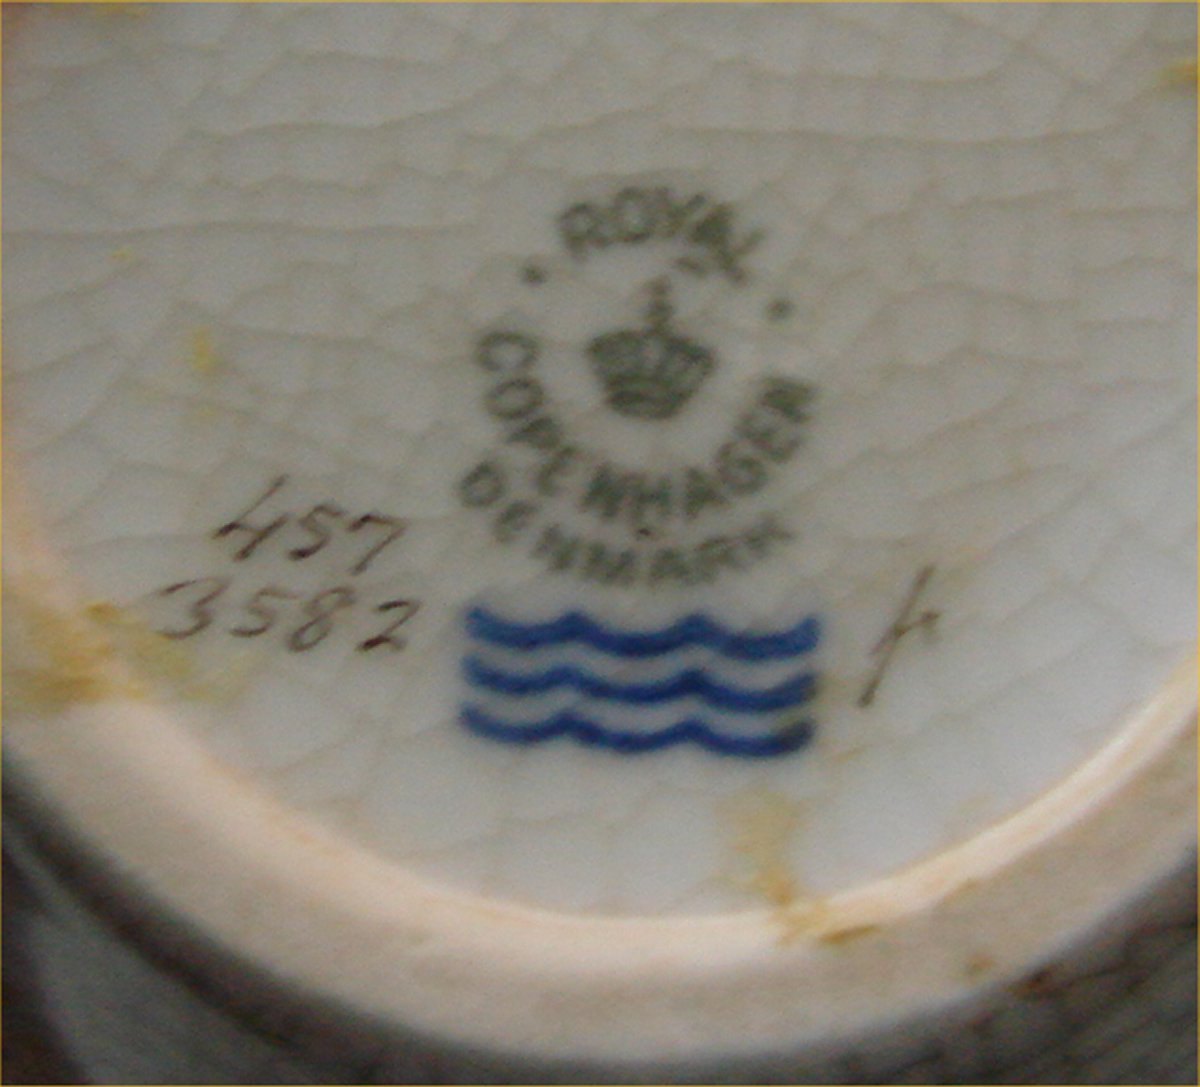 ROYAL
COPENHAGEN
DENMARK
457
3582